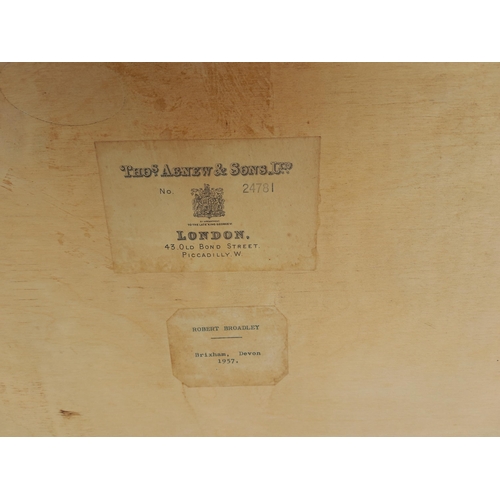 Thos. Agnew & Sons, Ltd.
No. 24781
LONDON.
43 OLD BOND STREET.
PICCADILLY W.
ROBERT BROADLEY
Brixham, Devon
1957.